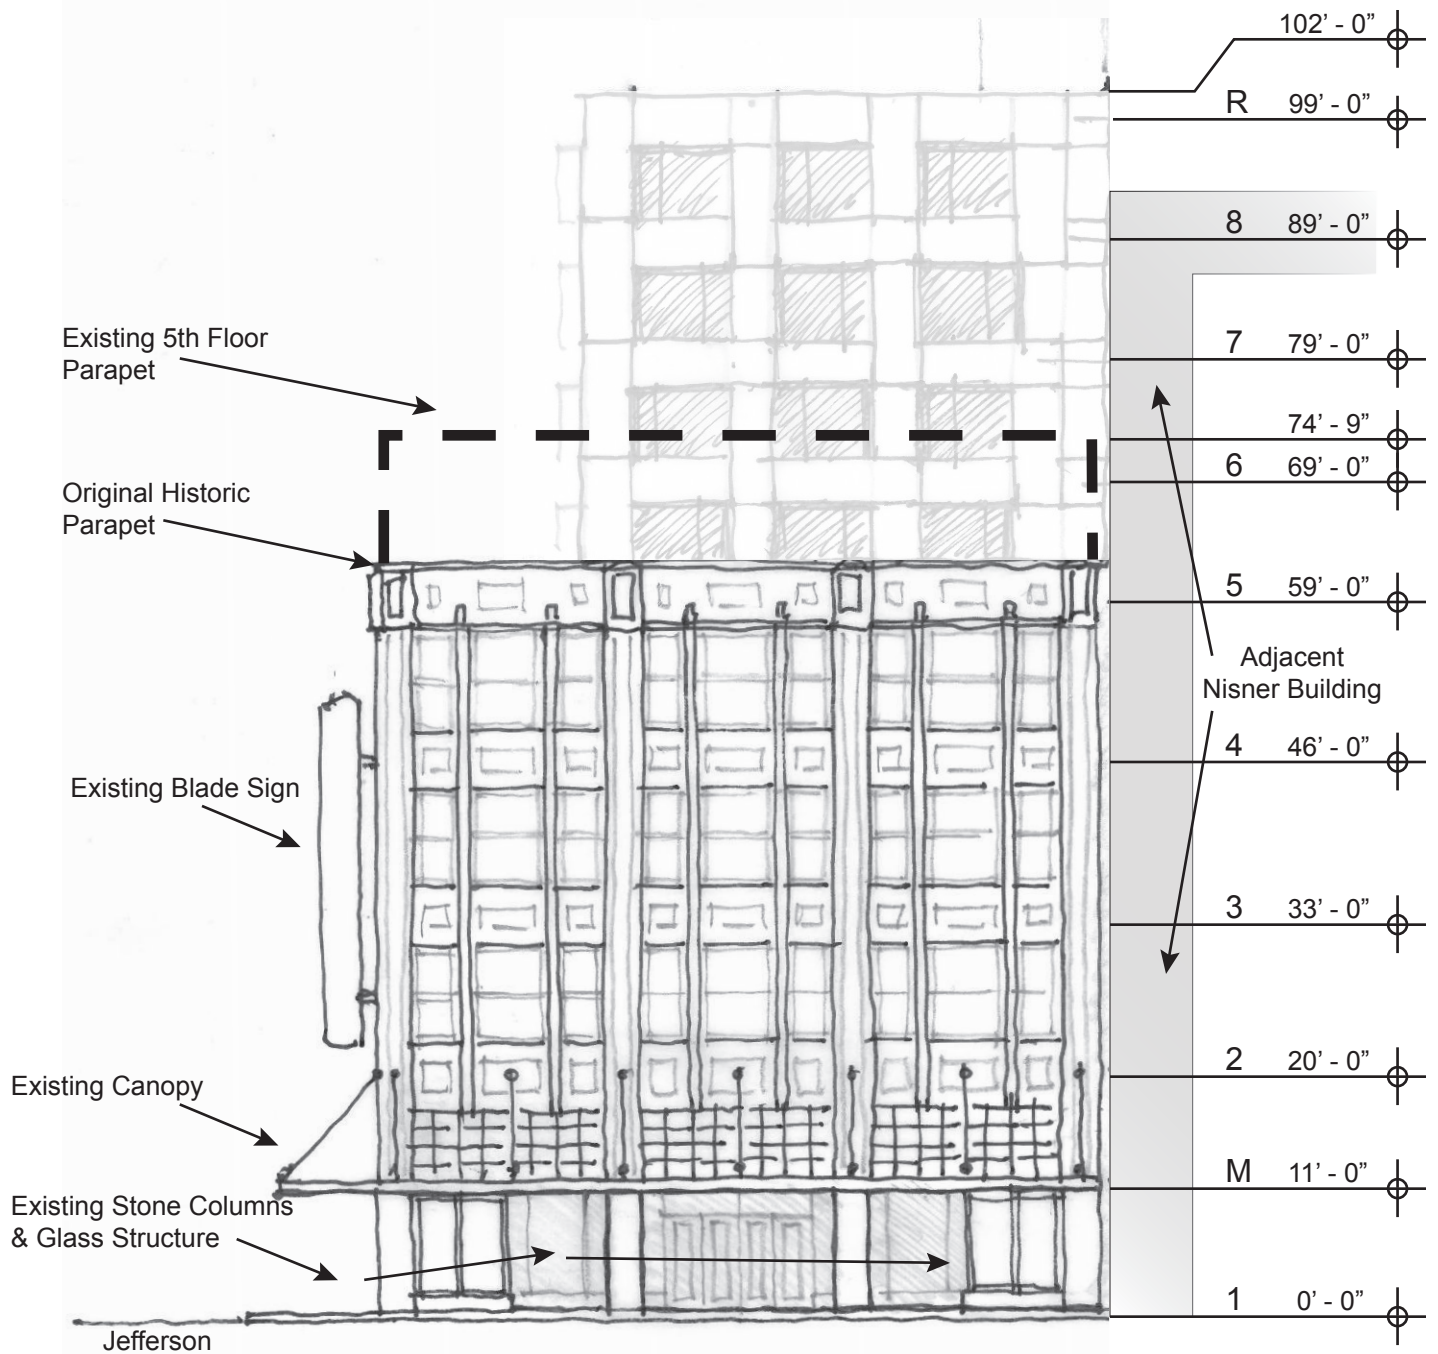 102’ - 0”
R 99’ - 0”
8 89’ - 0”
Existing 5th Floor
Parapet
7 79’ - 0”
74’ - 9”
6 69’ - 0”
Original Historic
Parapet
5 59’ - 0”
Adjacent
Nisner Building
4 46’ - 0”
Existing Blade Sign
3 33’ - 0”
2 20’ - 0”
Existing Canopy
M 11’ - 0”
Existing Stone Columns
& Glass Structure
1 0’ - 0”
Jefferson